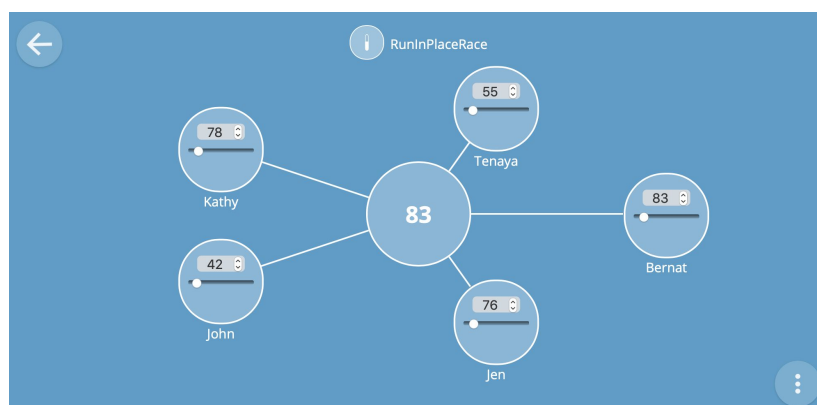 RunInPlaceRace
55
Tenaya
78
Kathy
83
83
Bernat
42
John
76
Jen